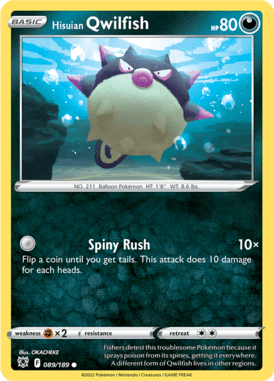 BASIC
Hisuian Qwilfish HP80
NO. 211 Balloon Pokémon HT: 1'8" WT: 8.6 lbs.
Spiny Rush 10×
Flip a coin until you get tails. This attack does 10 damage
for each heads.
weakness ×2 resistance retreat
Illus. OKACHEKE
F 089/189
Fishers detest this troublesome Pokémon because it
sprays poison from its spines, getting it everywhere.
A different form of Qwilfish lives in other regions.
©2022 Pokémon / Nintendo / Creatures / GAME FREAK